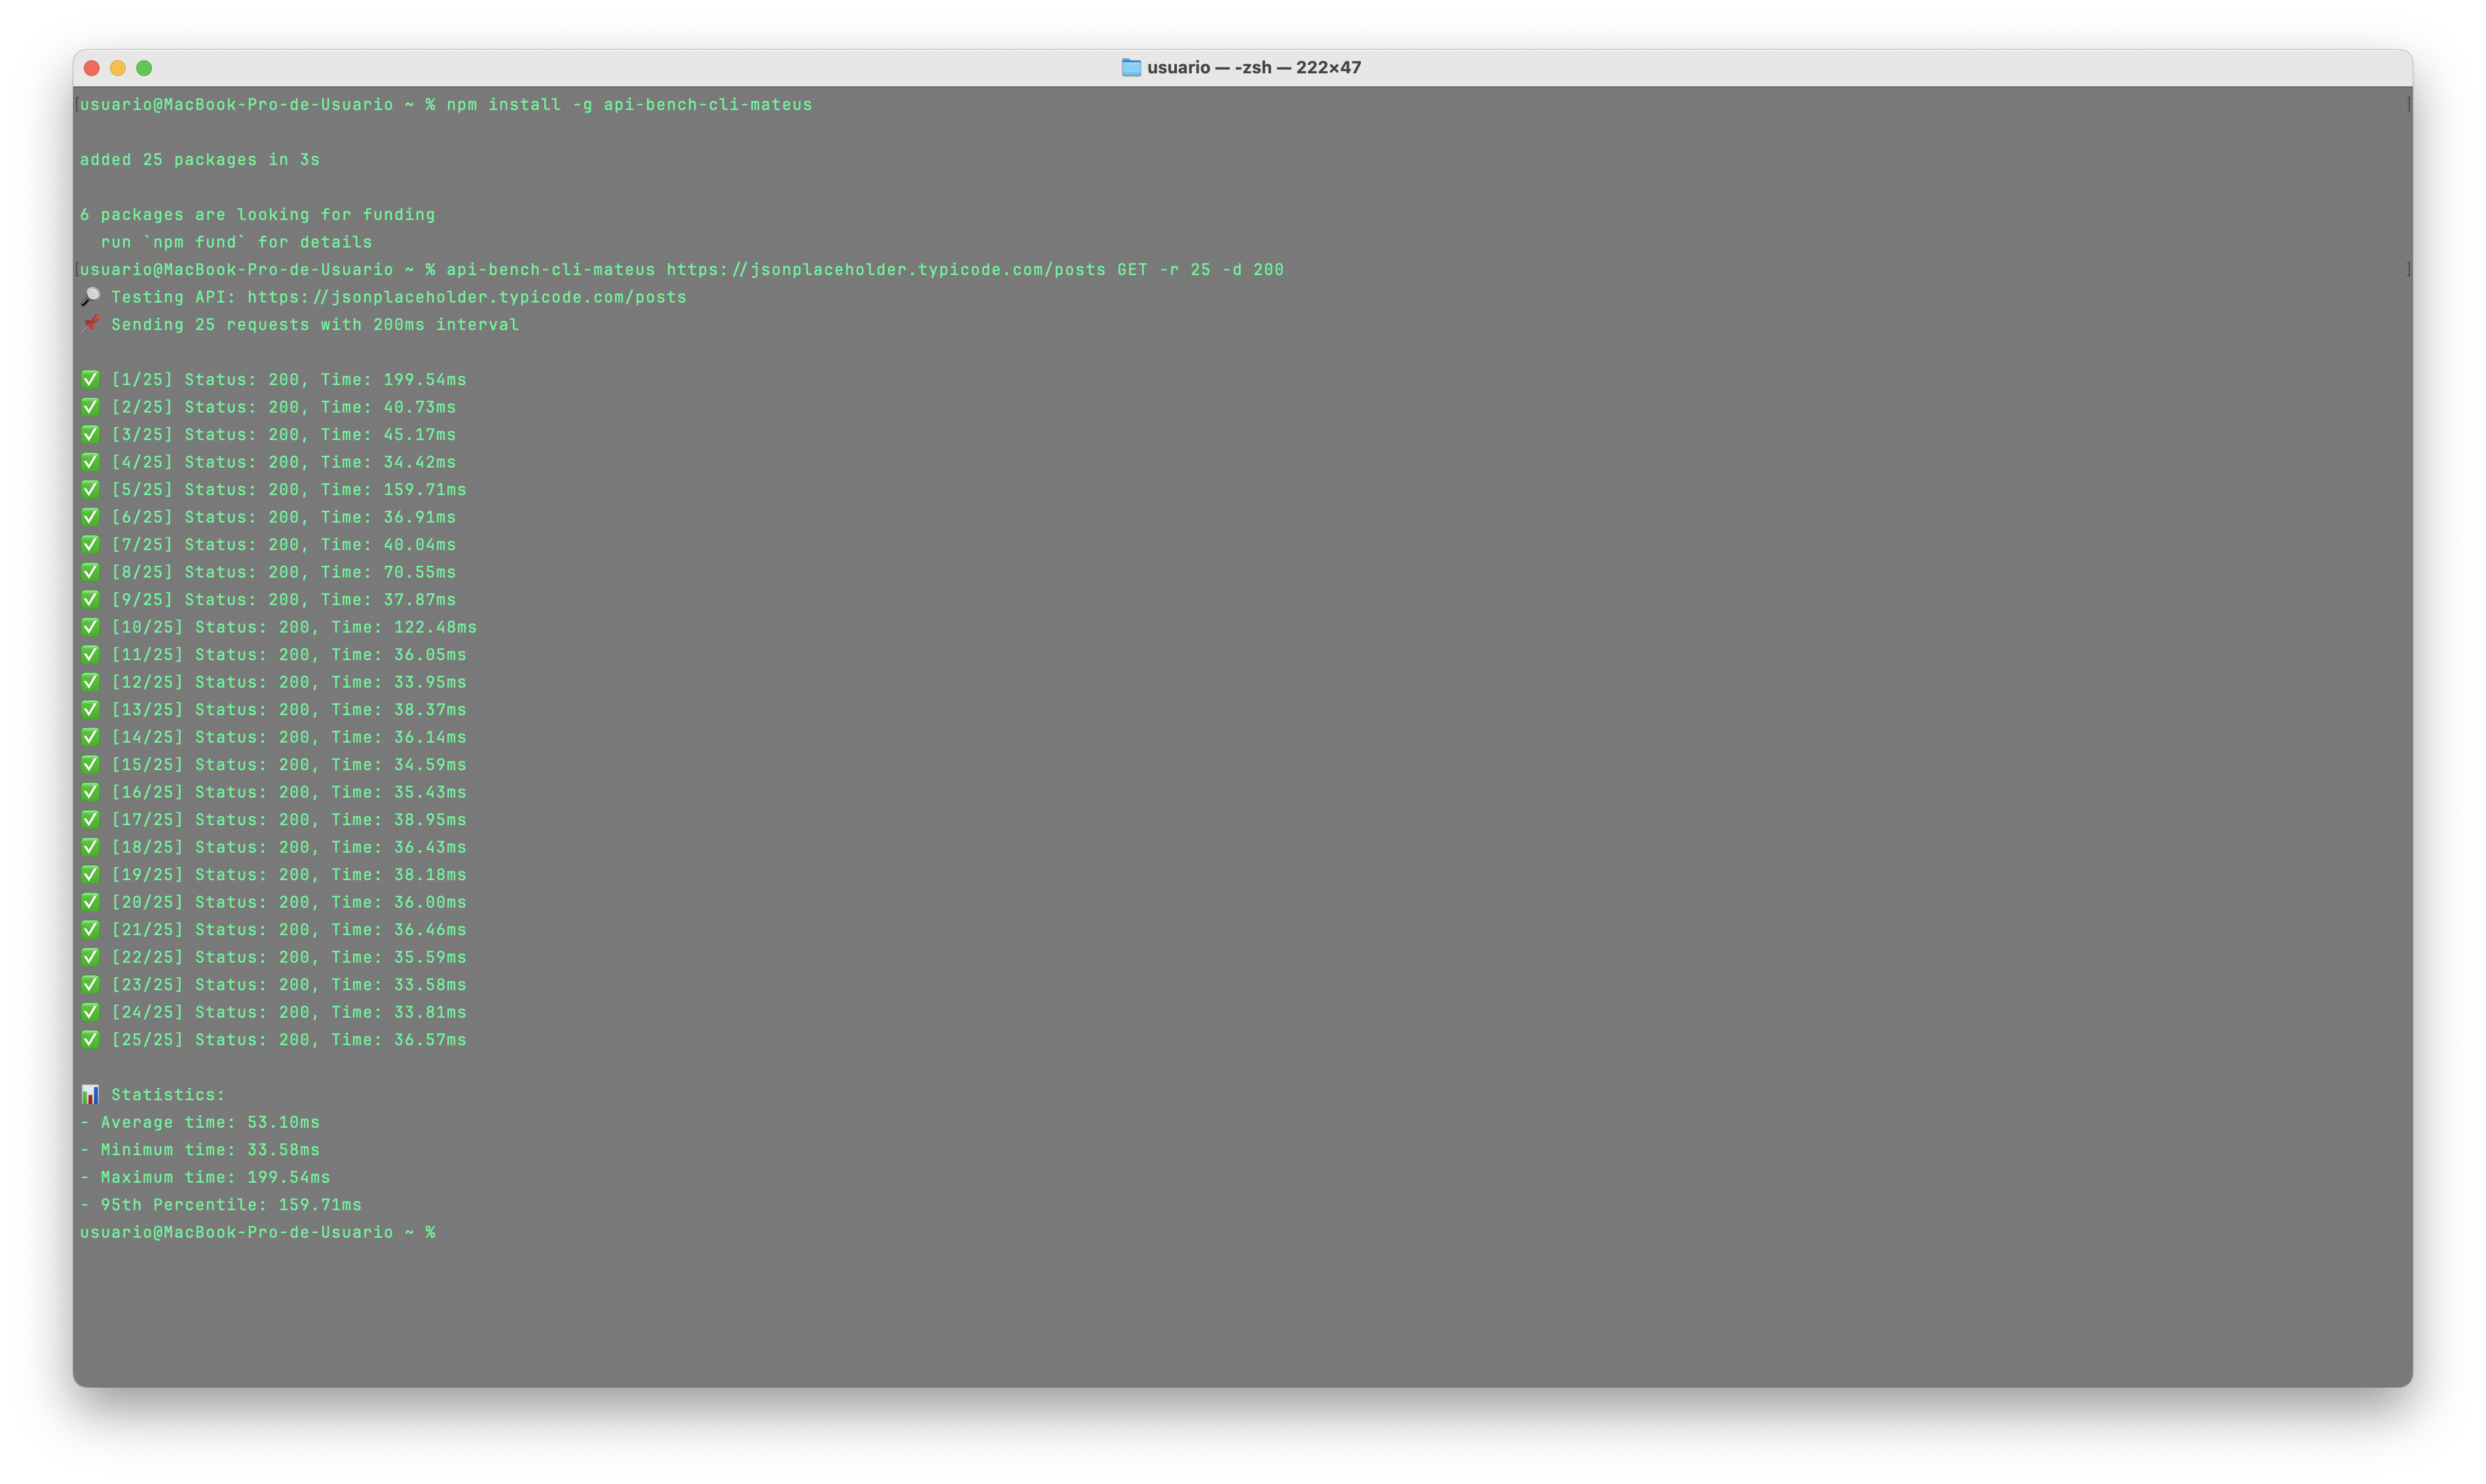 usuario — -zsh — 222×47
[usuario@MacBook-Pro-de-Usuario ~ % npm install -g api-bench-cli-mateus ]
added 25 packages in 3s
6 packages are looking for funding
  run `npm fund` for details
[usuario@MacBook-Pro-de-Usuario ~ % api-bench-cli-mateus https://jsonplaceholder.typicode.com/posts GET -r 25 -d 200 ]
🔎 Testing API: https://jsonplaceholder.typicode.com/posts
📌 Sending 25 requests with 200ms interval
✅ [1/25] Status: 200, Time: 199.54ms
✅ [2/25] Status: 200, Time: 40.73ms
✅ [3/25] Status: 200, Time: 45.17ms
✅ [4/25] Status: 200, Time: 34.42ms
✅ [5/25] Status: 200, Time: 159.71ms
✅ [6/25] Status: 200, Time: 36.91ms
✅ [7/25] Status: 200, Time: 40.04ms
✅ [8/25] Status: 200, Time: 70.55ms
✅ [9/25] Status: 200, Time: 37.87ms
✅ [10/25] Status: 200, Time: 122.48ms
✅ [11/25] Status: 200, Time: 36.05ms
✅ [12/25] Status: 200, Time: 33.95ms
✅ [13/25] Status: 200, Time: 38.37ms
✅ [14/25] Status: 200, Time: 36.14ms
✅ [15/25] Status: 200, Time: 34.59ms
✅ [16/25] Status: 200, Time: 35.43ms
✅ [17/25] Status: 200, Time: 38.95ms
✅ [18/25] Status: 200, Time: 36.43ms
✅ [19/25] Status: 200, Time: 38.18ms
✅ [20/25] Status: 200, Time: 36.00ms
✅ [21/25] Status: 200, Time: 36.46ms
✅ [22/25] Status: 200, Time: 35.59ms
✅ [23/25] Status: 200, Time: 33.58ms
✅ [24/25] Status: 200, Time: 33.81ms
✅ [25/25] Status: 200, Time: 36.57ms
📊 Statistics:
- Average time: 53.10ms
- Minimum time: 33.58ms
- Maximum time: 199.54ms
- 95th Percentile: 159.71ms
usuario@MacBook-Pro-de-Usuario ~ %